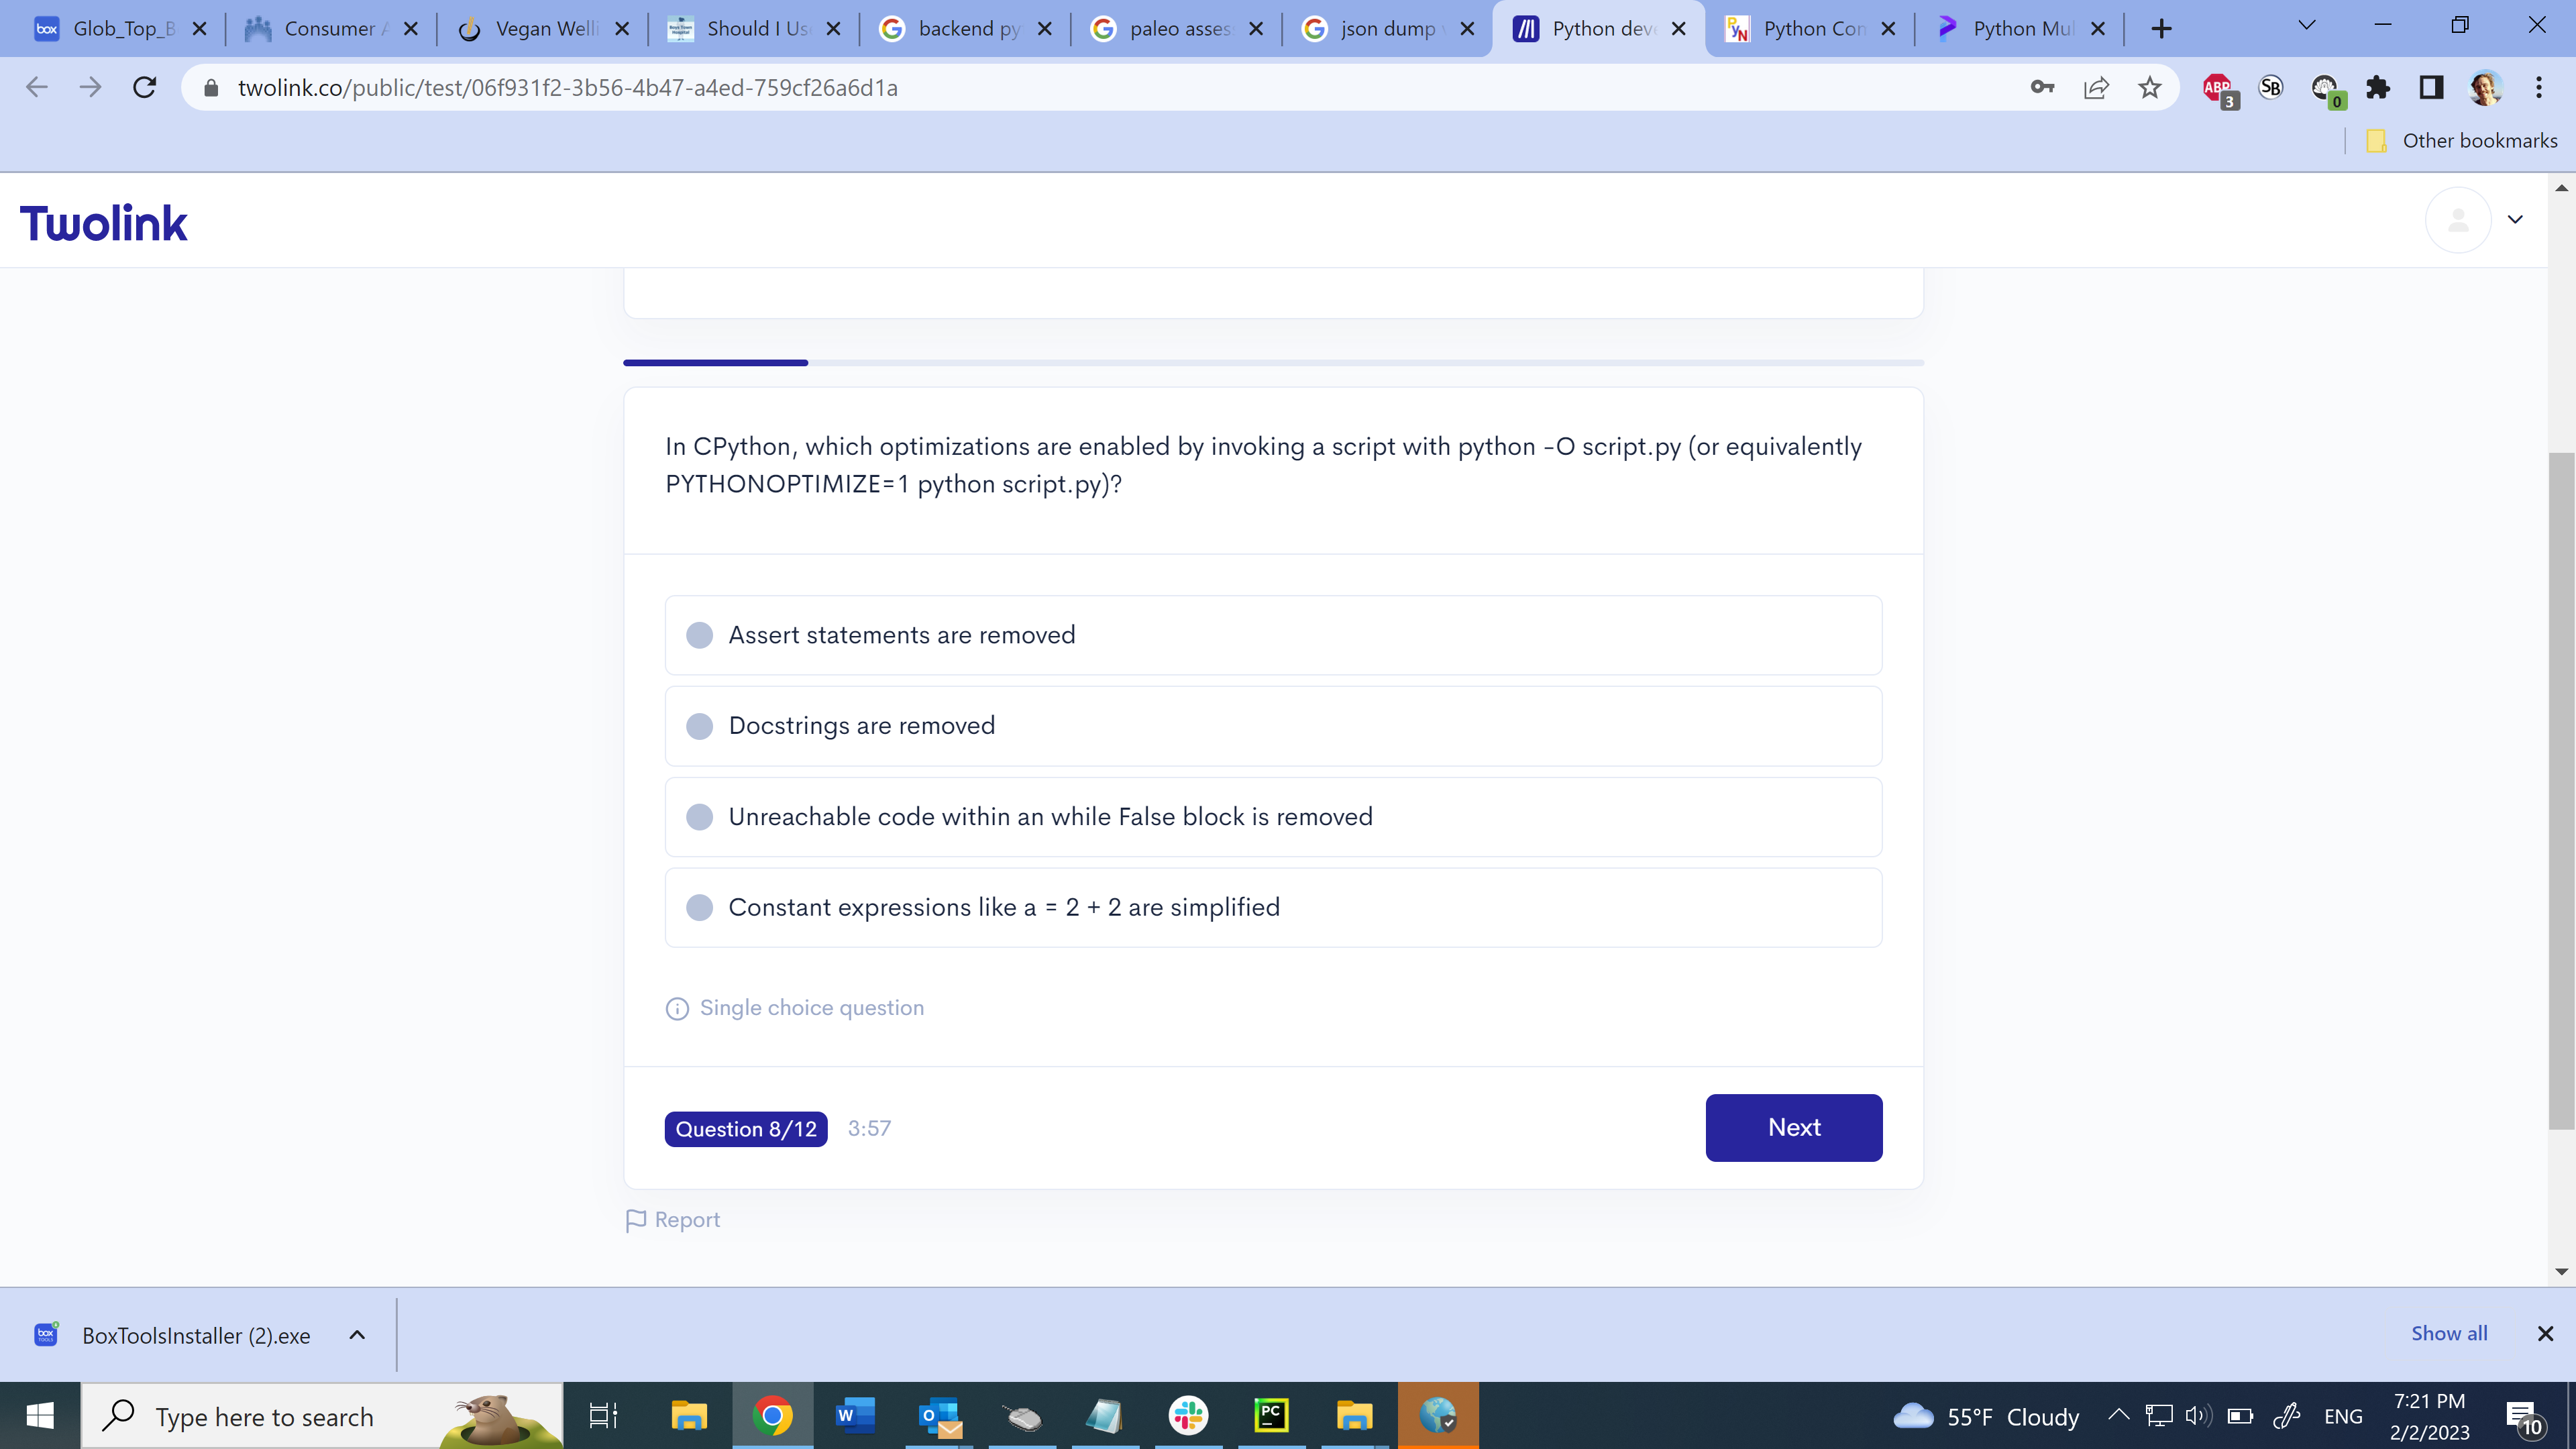 Glob_Top_B
Consumer A
Vegan Welli
Should I Us
backend py
paleo asses
json dump v
Python deve
Python Con
Python Mul
twolink.co/public/test/06f931f2-3b56-4b47-a4ed-759cf26a6d1a
ABP
3
SB
0
Other bookmarks
Twolink
In CPython, which optimizations are enabled by invoking a script with python -O script.py (or equivalently
PYTHONOPTIMIZE=1 python script.py)?
Assert statements are removed
Docstrings are removed
Unreachable code within an while False block is removed
Constant expressions like a = 2 + 2 are simplified
Single choice question
Question 8/12
3:57
Next
Report
BoxToolsInstaller (2).exe
Show all
Type here to search
55°F Cloudy
ENG
7:21 PM
2/2/2023
10